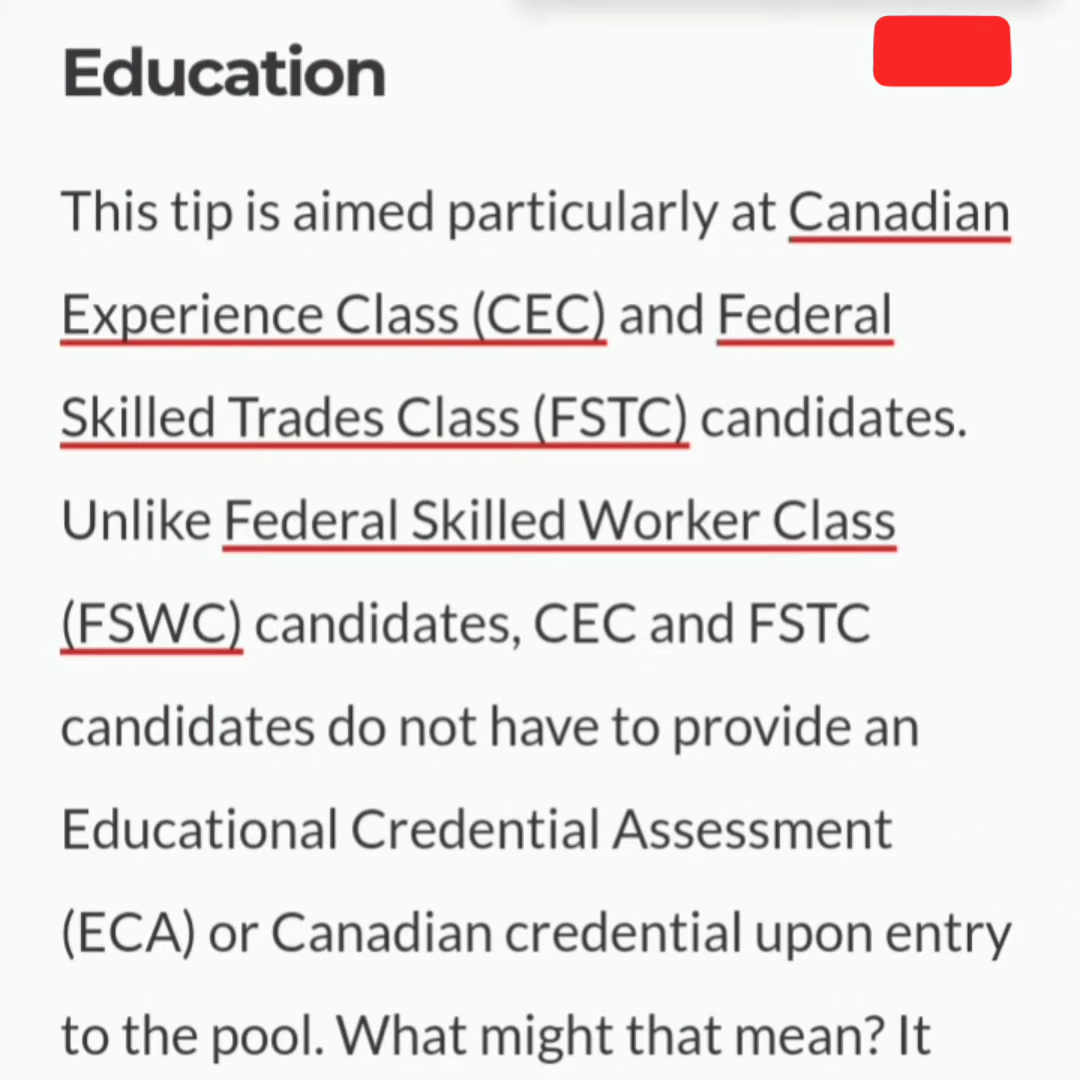 Education
This tip is aimed particularly at Canadian
Experience Class (CEC) and Federal
Skilled Trades Class (FSTC) candidates.
Unlike Federal Skilled Worker Class
(FSWC) candidates, CEC and FSTC
candidates do not have to provide an
Educational Credential Assessment
(ECA) or Canadian credential upon entry
to the pool. What might that mean? It